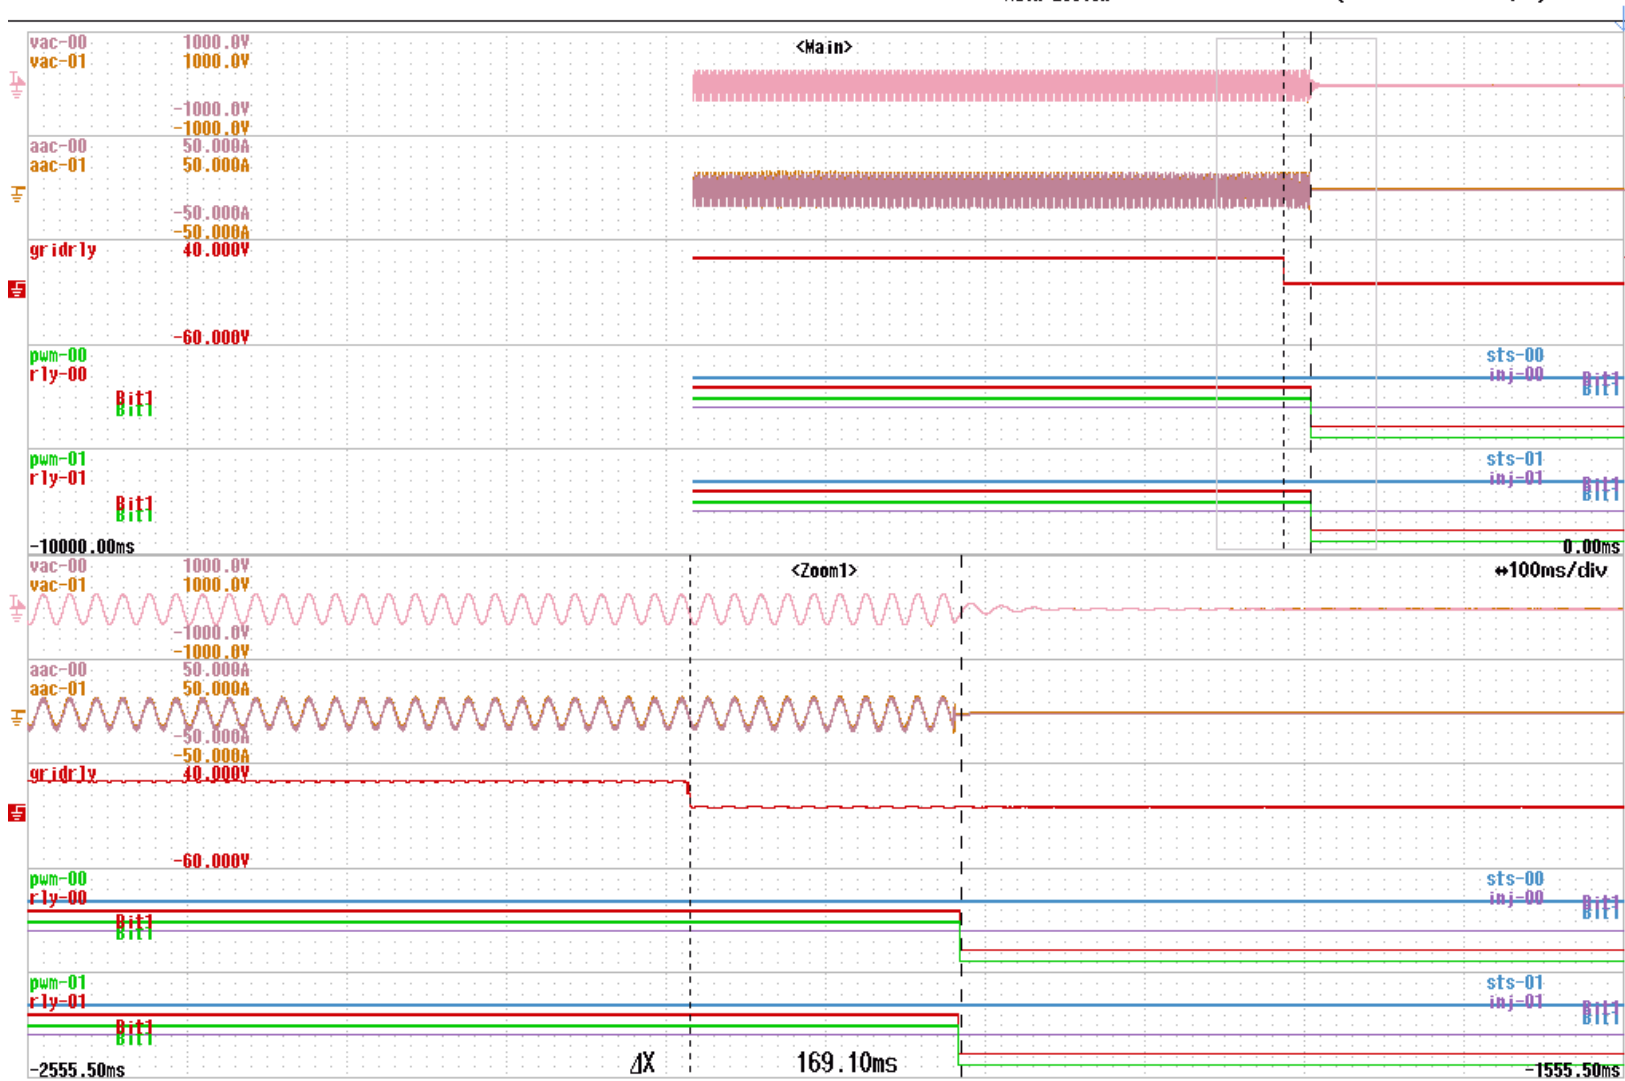 vac-00 1000.0V <Main>
vac-01 1000.0V
-1000.0V
-1000.0V
aac-00 50.000A
aac-01 50.000A
-50.000A
-50.000A
gridrly 40.000V
-60.000V
pwm-00 sts-00
rly-00 inj-00 Bit1
Bit1 Bit1
Bit1
pwm-01 sts-01
rly-01 inj-01 Bit1
Bit1 Bit1
Bit1
-10000.00ms 0.00ms
vac-00 1000.0V <Zoom1> ↔100ms/div
vac-01 1000.0V
-1000.0V
-1000.0V
aac-00 50.000A
aac-01 50.000A
-50.000A
-50.000A
gridrly 40.000V
-60.000V
pwm-00 sts-00
rly-00 inj-00 Bit1
Bit1 Bit1
Bit1
pwm-01 sts-01
rly-01 inj-01 Bit1
Bit1 Bit1
Bit1
-2555.50ms ΔX 169.10ms -1555.50ms